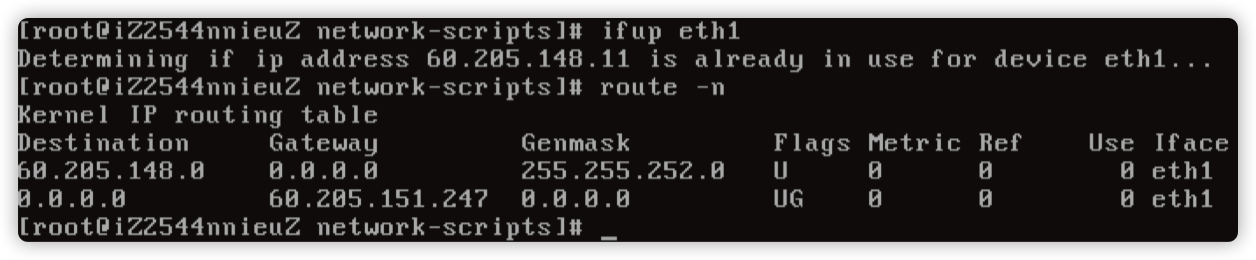 [root@iZ2544nnieuZ network-scripts]# ifup eth1
Determining if ip address 60.205.148.11 is already in use for device eth1...
[root@iZ2544nnieuZ network-scripts]# route -n
Kernel IP routing table
Destination     Gateway         Genmask         Flags Metric Ref    Use Iface
60.205.148.0    0.0.0.0         255.255.252.0   U     0      0        0 eth1
0.0.0.0         60.205.151.247  0.0.0.0         UG    0      0        0 eth1
[root@iZ2544nnieuZ network-scripts]# _